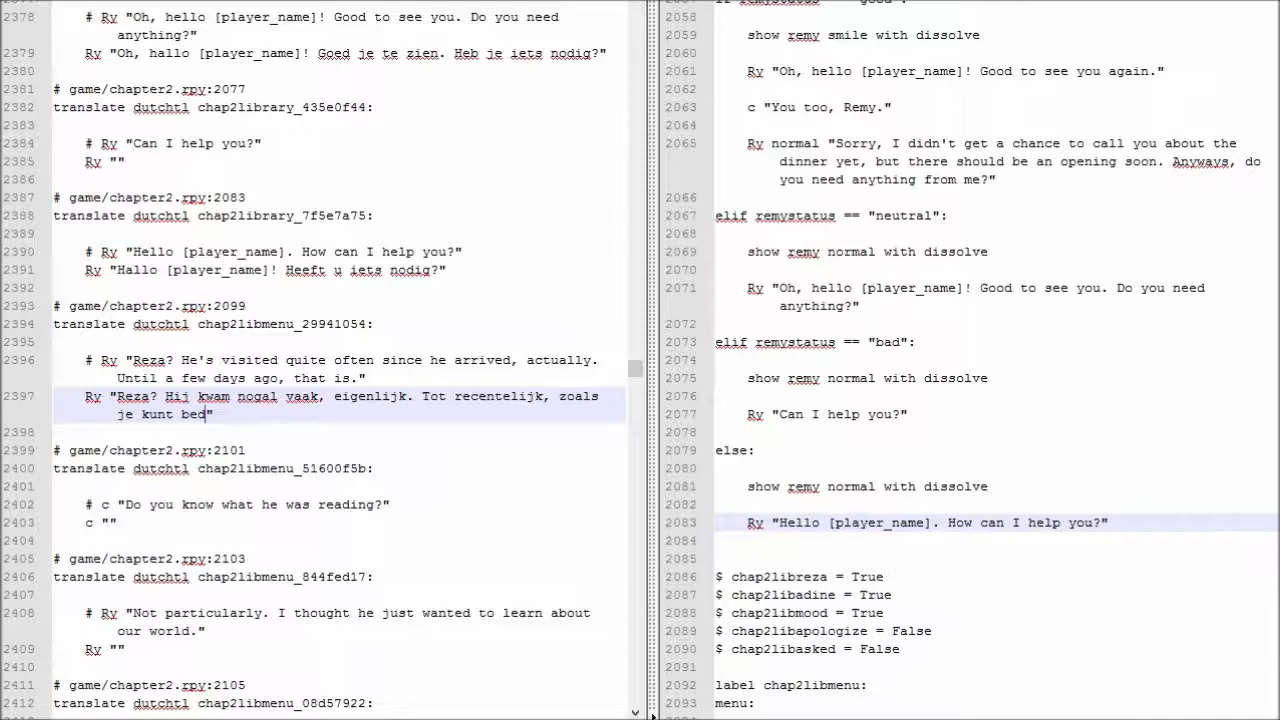 2378 # Ry "Oh, hello [player_name]! Good to see you. Do you need
anything?"
2379 Ry "Oh, hallo [player_name]! Goed je te zien. Heb je iets nodig?"
2380
2381 # game/chapter2.rpy:2077
2382 translate dutchtl chap2library_435e0f44:
2383
2384 # Ry "Can I help you?"
2385 Ry ""
2386
2387 # game/chapter2.rpy:2083
2388 translate dutchtl chap2library_7f5e7a75:
2389
2390 # Ry "Hello [player_name]. How can I help you?"
2391 Ry "Hallo [player_name]! Heeft u iets nodig?"
2392
2393 # game/chapter2.rpy:2099
2394 translate dutchtl chap2libmenu_29941054:
2395
2396 # Ry "Reza? He's visited quite often since he arrived, actually.
Until a few days ago, that is."
2397 Ry "Reza? Hij kwam nogal vaak, eigenlijk. Tot recentelijk, zoals
je kunt bed"
2398
2399 # game/chapter2.rpy:2101
2400 translate dutchtl chap2libmenu_51600f5b:
2401
2402 # c "Do you know what he was reading?"
2403 c ""
2404
2405 # game/chapter2.rpy:2103
2406 translate dutchtl chap2libmenu_844fed17:
2407
2408 # Ry "Not particularly. I thought he just wanted to learn about
our world."
2409 Ry ""
2410
2411 # game/chapter2.rpy:2105
2412 translate dutchtl chap2libmenu_08d57922:
2058
2059 show remy smile with dissolve
2060
2061 Ry "Oh, hello [player_name]! Good to see you again."
2062
2063 c "You too, Remy."
2064
2065 Ry normal "Sorry, I didn't get a chance to call you about the
dinner yet, but there should be an opening soon. Anyways, do
you need anything from me?"
2066
2067 elif remystatus == "neutral":
2068
2069 show remy normal with dissolve
2070
2071 Ry "Oh, hello [player_name]! Good to see you. Do you need
anything?"
2072
2073 elif remystatus == "bad":
2074
2075 show remy normal with dissolve
2076
2077 Ry "Can I help you?"
2078
2079 else:
2080
2081 show remy normal with dissolve
2082
2083 Ry "Hello [player_name]. How can I help you?"
2084
2085
2086 $ chap2libreza = True
2087 $ chap2libadine = True
2088 $ chap2libmood = True
2089 $ chap2libapologize = False
2090 $ chap2libasked = False
2091
2092 label chap2libmenu:
2093 menu: